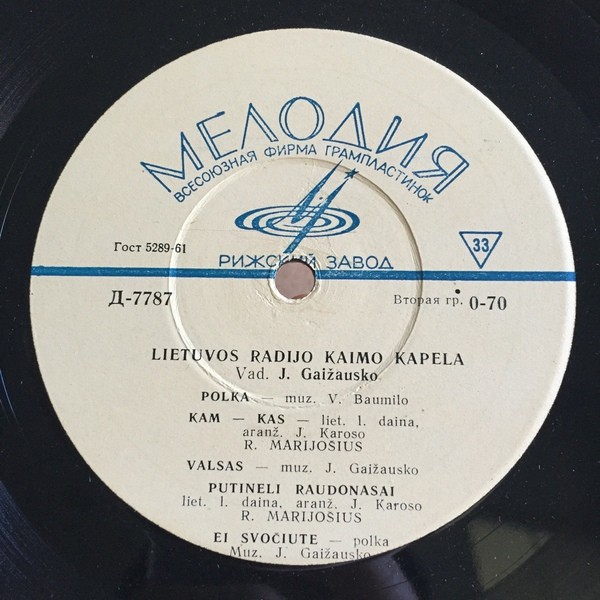 МЕЛОДИЯ
ВСЕСОЮЗНАЯ ФИРМА ГРАМПЛАСТИНОК
Гост 5289-61
33
РИЖСКИЙ ЗАВОД
Д-7787
Вторая гр. 0-70
LIETUVOS RADIJO KAIMO KAPELA
Vad. J. Gaižausko
POLKA — muz. V. Baumilo
KAM — KAS — liet. l. daina,
aranž. J. Karoso
R. MARIJOŠIUS
VALSAS — muz. J. Gaižausko
PUTINELI RAUDONASAI
liet. l. daina, aranž. J. Karoso
R. MARIJOŠIUS
EI SVOČIUTE — polka
Muz. J. Gaižausko